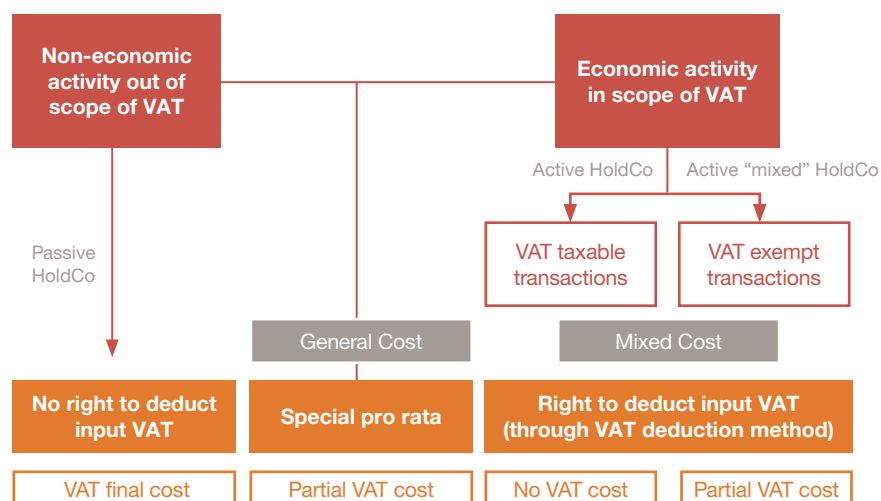 Non-economic
activity out of
scope of VAT
Economic activity
in scope of VAT
Active HoldCo
Active “mixed” HoldCo
Passive
HoldCo
VAT taxable
transactions
VAT exempt
transactions
General Cost
Mixed Cost
No right to deduct
input VAT
Special pro rata
Right to deduct input VAT
(through VAT deduction method)
VAT final cost
Partial VAT cost
No VAT cost
Partial VAT cost